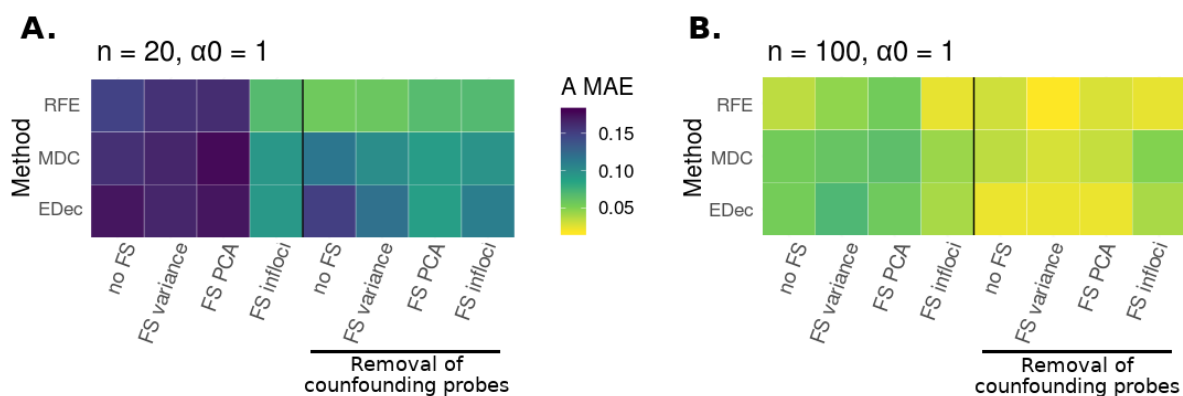 A.
n = 20, α0 = 1
Method
RFE
MDC
EDec
no FS
FS variance
FS PCA
FS infloci
no FS
FS variance
FS PCA
FS infloci
Removal of
counfounding probes
A MAE
0.15
0.10
0.05
B.
n = 100, α0 = 1
Method
RFE
MDC
EDec
no FS
FS variance
FS PCA
FS infloci
no FS
FS variance
FS PCA
FS infloci
Removal of
counfounding probes